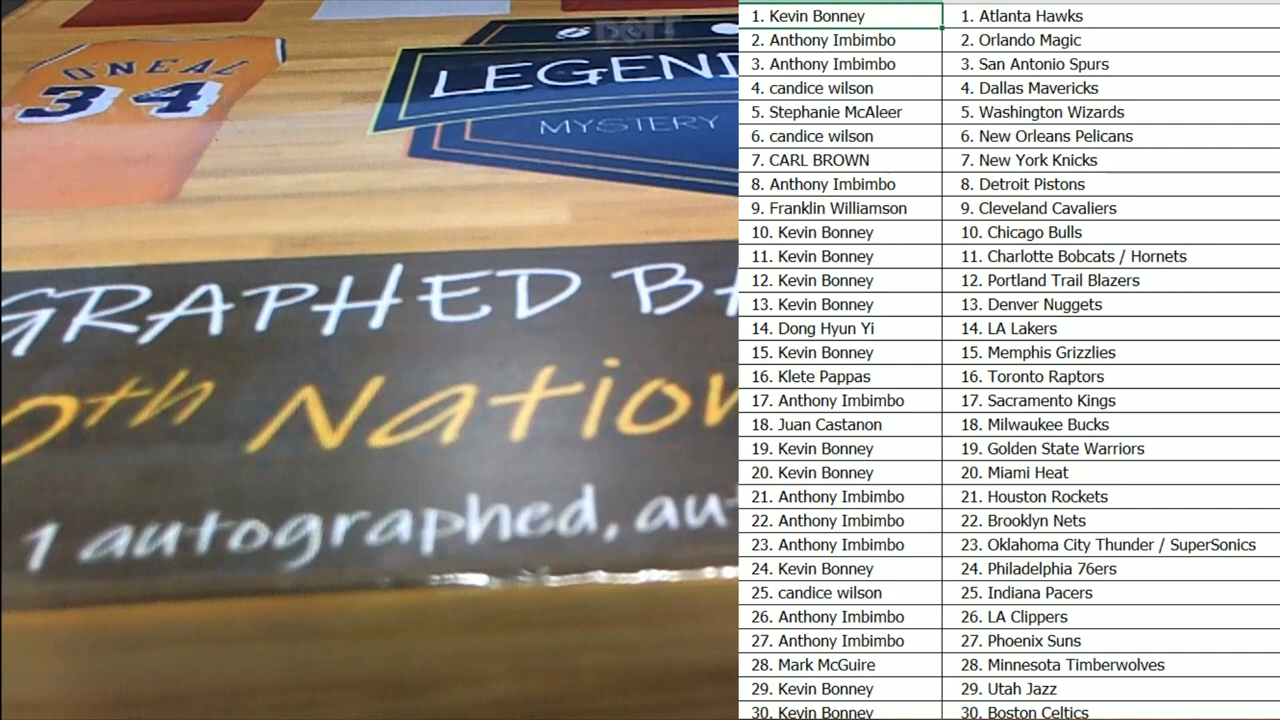 O'NEAL
34
LEGEND
MYSTERY
GRAPHED BA
0th Nation
autographed, au
1. Kevin Bonney 1. Atlanta Hawks
2. Anthony Imbimbo 2. Orlando Magic
3. Anthony Imbimbo 3. San Antonio Spurs
4. candice wilson 4. Dallas Mavericks
5. Stephanie McAleer 5. Washington Wizards
6. candice wilson 6. New Orleans Pelicans
7. CARL BROWN 7. New York Knicks
8. Anthony Imbimbo 8. Detroit Pistons
9. Franklin Williamson 9. Cleveland Cavaliers
10. Kevin Bonney 10. Chicago Bulls
11. Kevin Bonney 11. Charlotte Bobcats / Hornets
12. Kevin Bonney 12. Portland Trail Blazers
13. Kevin Bonney 13. Denver Nuggets
14. Dong Hyun Yi 14. LA Lakers
15. Kevin Bonney 15. Memphis Grizzlies
16. Klete Pappas 16. Toronto Raptors
17. Anthony Imbimbo 17. Sacramento Kings
18. Juan Castanon 18. Milwaukee Bucks
19. Kevin Bonney 19. Golden State Warriors
20. Kevin Bonney 20. Miami Heat
21. Anthony Imbimbo 21. Houston Rockets
22. Anthony Imbimbo 22. Brooklyn Nets
23. Anthony Imbimbo 23. Oklahoma City Thunder / SuperSonics
24. Kevin Bonney 24. Philadelphia 76ers
25. candice wilson 25. Indiana Pacers
26. Anthony Imbimbo 26. LA Clippers
27. Anthony Imbimbo 27. Phoenix Suns
28. Mark McGuire 28. Minnesota Timberwolves
29. Kevin Bonney 29. Utah Jazz
30. Kevin Bonney 30. Boston Celtics